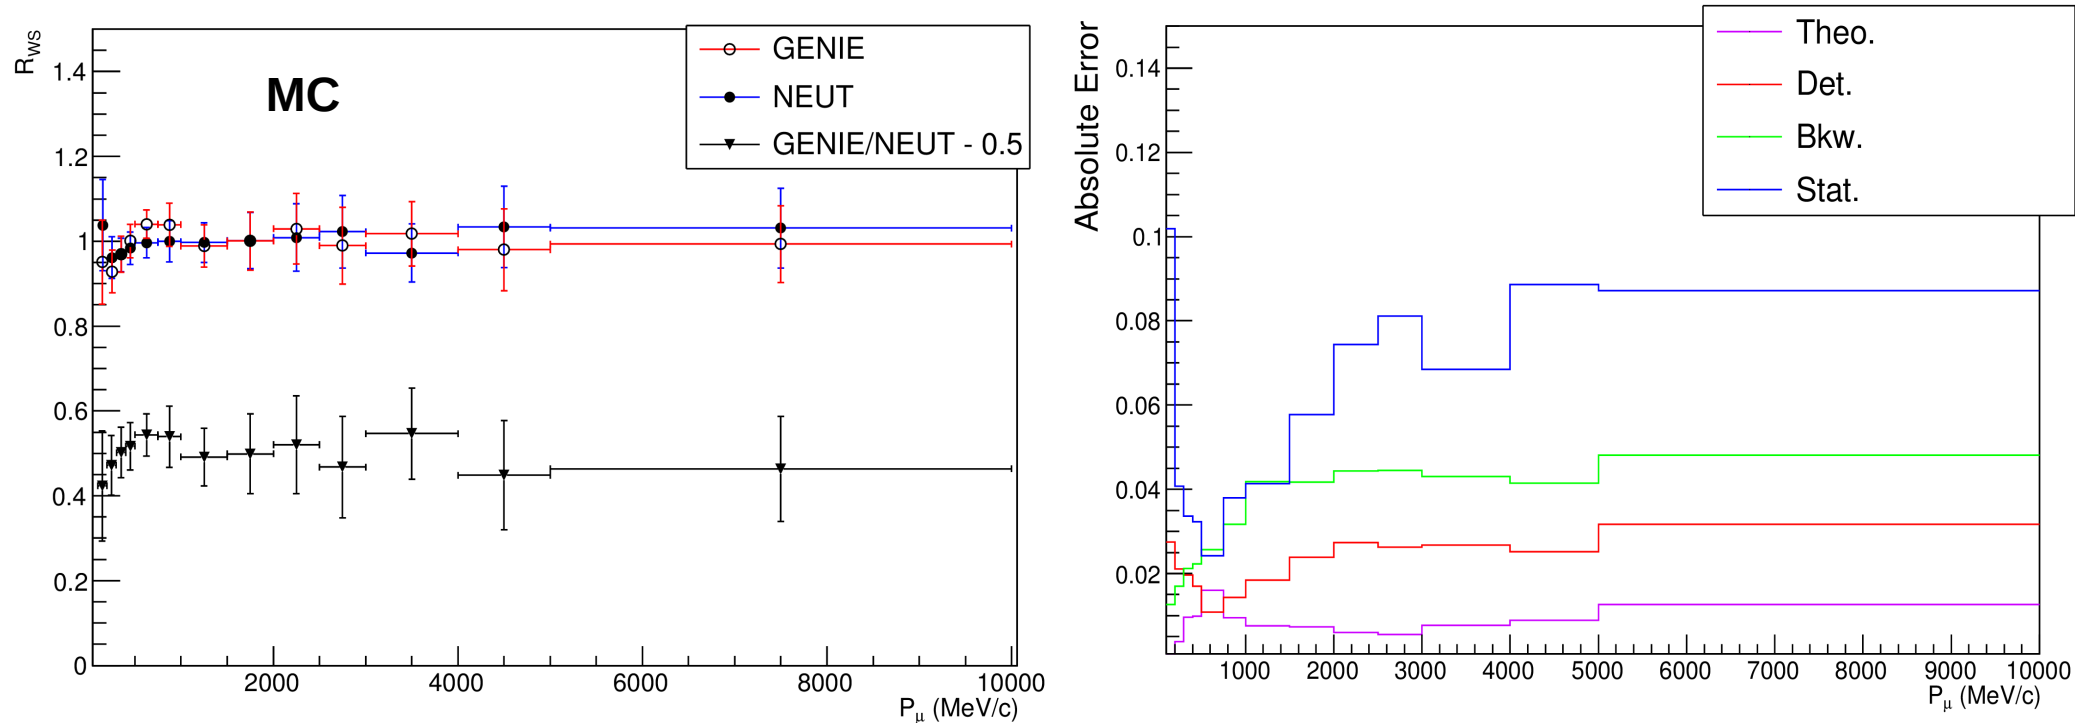 R_WS
1.4
1.2
1
0.8
0.6
0.4
0.2
0
MC
GENIE
NEUT
GENIE/NEUT - 0.5
2000 4000 6000 8000 10000
P_μ (MeV/c)
Absolute Error
0.14
0.12
0.1
0.08
0.06
0.04
0.02
Theo.
Det.
Bkw.
Stat.
1000 2000 3000 4000 5000 6000 7000 8000 9000 10000
P_μ (MeV/c)